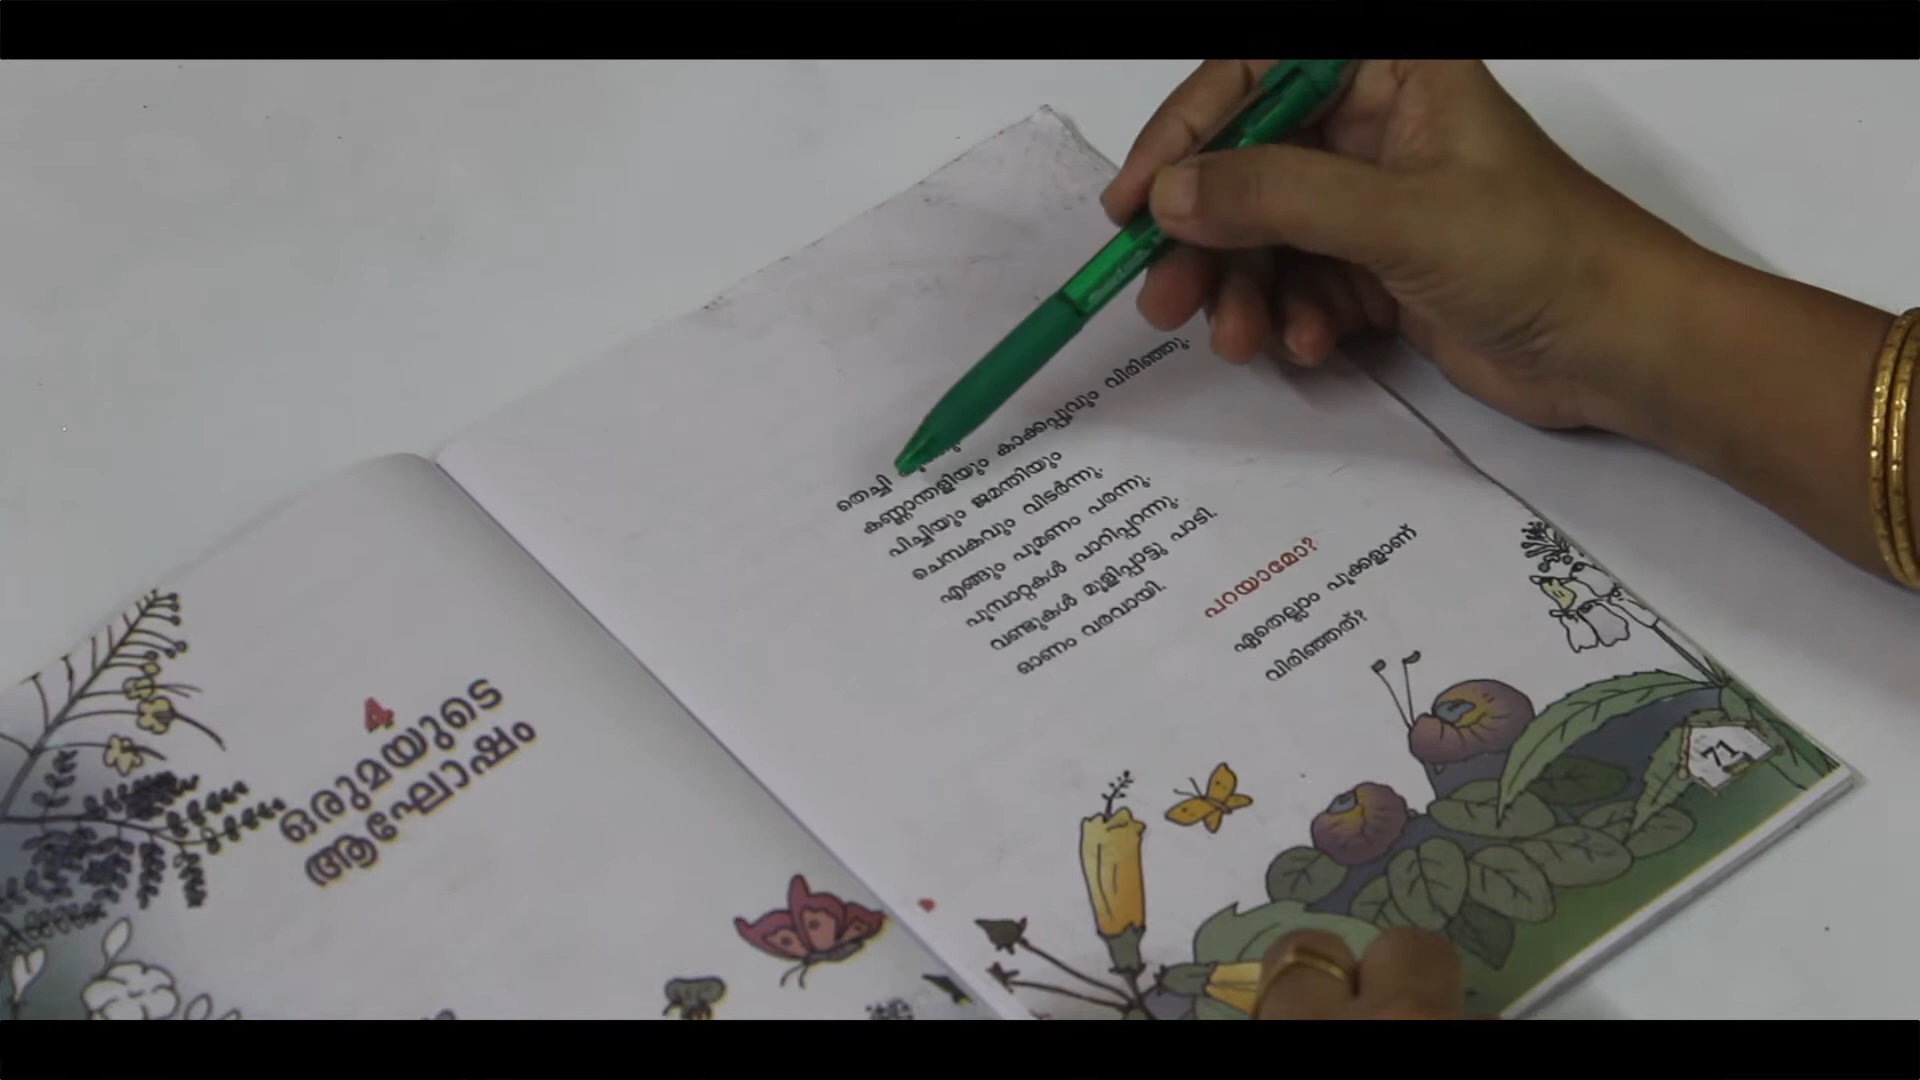 4
ഒരുമയുടെ
ആഘോഷം
തെച്ചി
കണ്ണാന്തളിയും കാക്കപ്പൂവും വിരിഞ്ഞു.
പിച്ചിയും ജമന്തിയും
ചെമ്പകവും വിടർന്നു.
എങ്ങും പൂമണം പരന്നു.
പൂമ്പാറ്റകൾ പാറിപ്പറന്നു.
വണ്ടുകൾ മൂളിപ്പാട്ടു പാടി.
ഓണം വരവായി.
പറയാമോ?
ഏതെല്ലാം പൂക്കളാണ്
വിരിഞ്ഞത്?
71